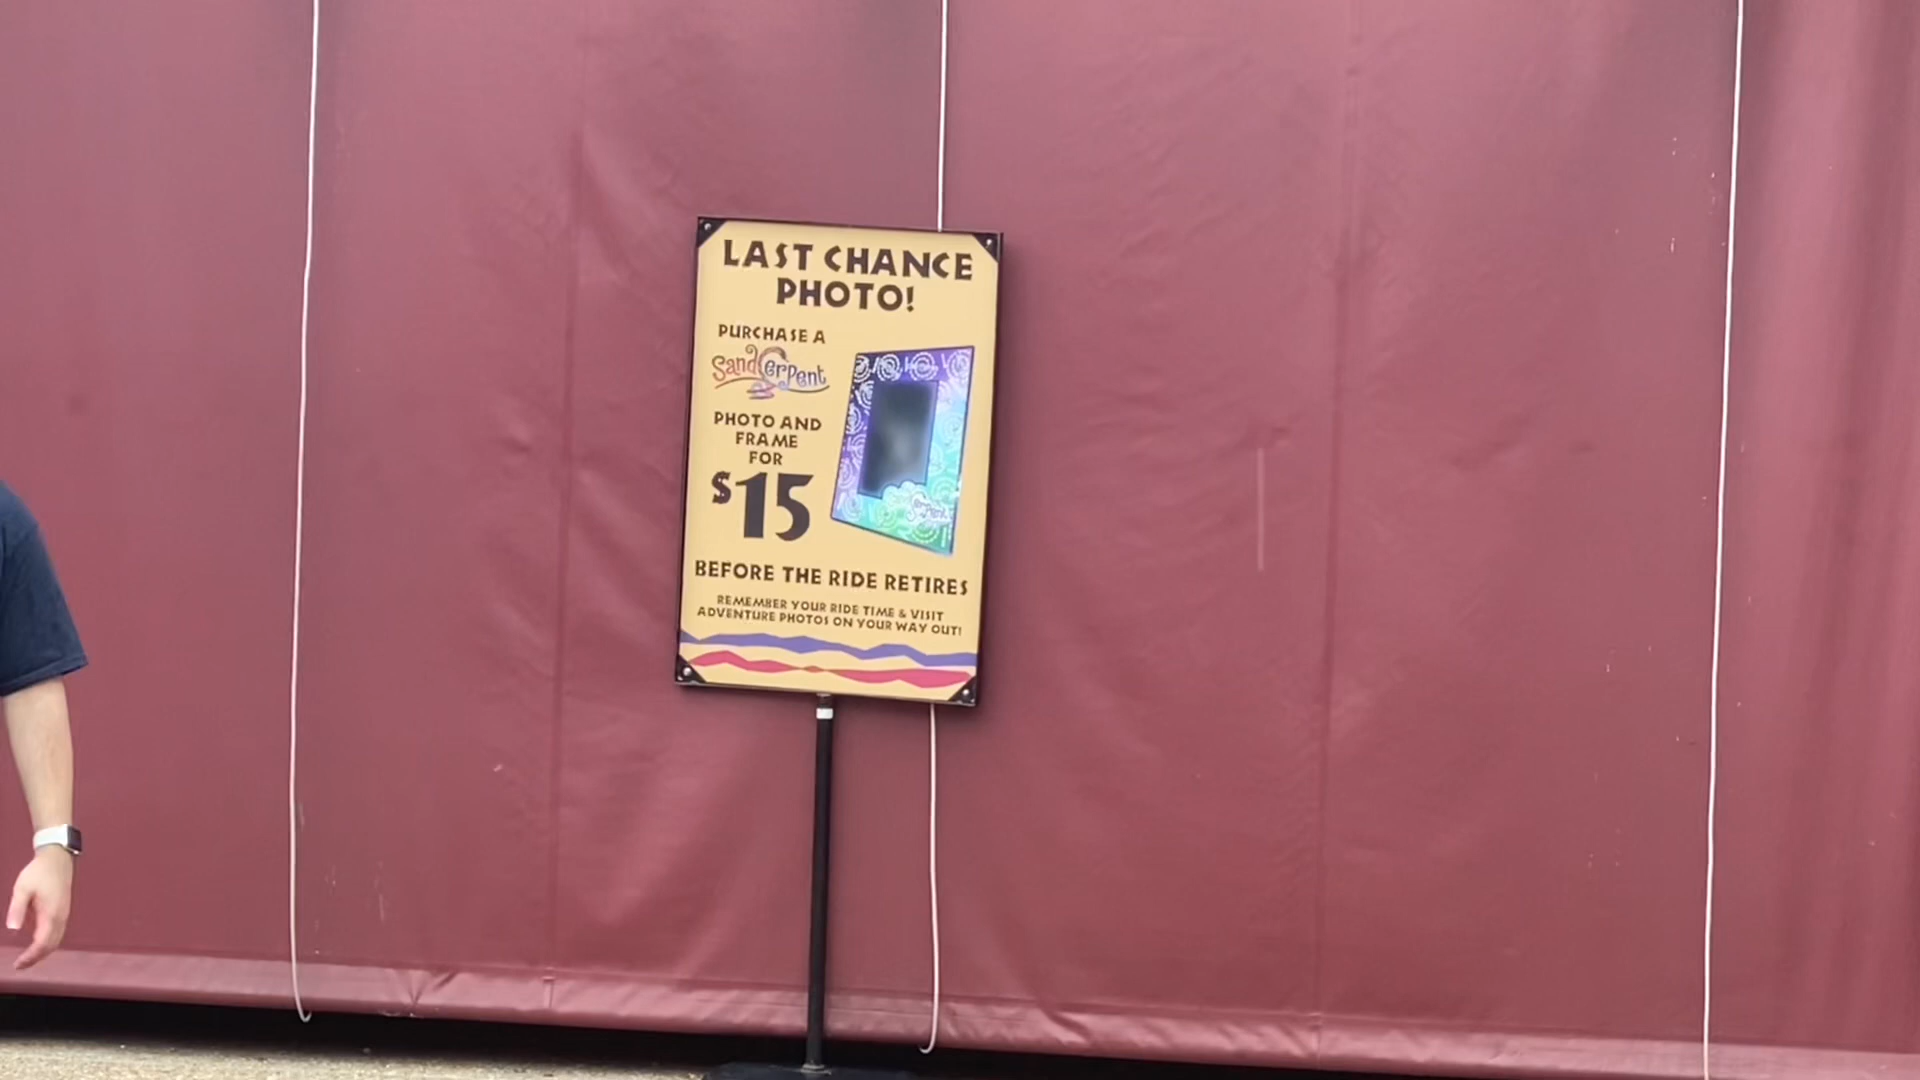 LAST CHANCE
PHOTO!
PURCHASE A
SandSerpent
PHOTO AND
FRAME
FOR
$15
Serpent
BEFORE THE RIDE RETIRES
REMEMBER YOUR RIDE TIME & VISIT
ADVENTURE PHOTOS ON YOUR WAY OUT!